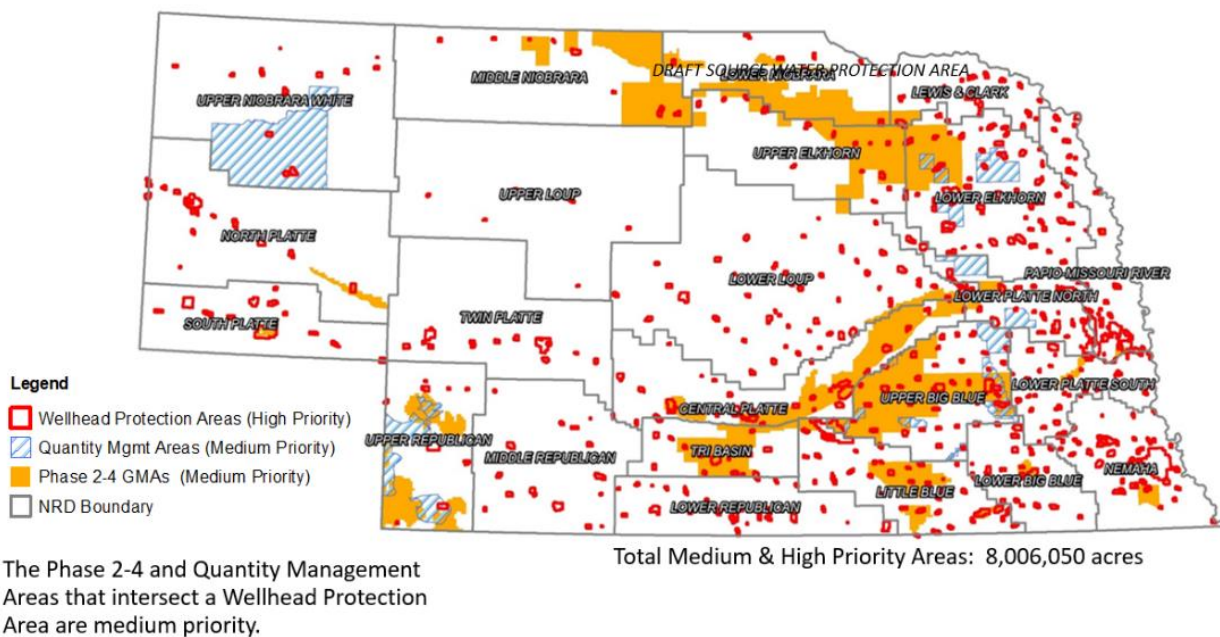 DRAFT SOURCE WATER PROTECTION AREA
MIDDLE NIOBRARA
LOWER NIOBRARA
LEWIS & CLARK
UPPER NIOBRARA WHITE
UPPER ELKHORN
UPPER LOUP
LOWER ELKHORN
NORTH PLATTE
PAPIO-MISSOURI RIVER
LOWER LOUP
LOWER PLATTE NORTH
SOUTH PLATTE
TWIN PLATTE
LOWER PLATTE SOUTH
UPPER BIG BLUE
CENTRAL PLATTE
UPPER REPUBLICAN
TRI BASIN
MIDDLE REPUBLICAN
NEMAHA
LOWER BIG BLUE
LITTLE BLUE
LOWER REPUBLICAN
Legend
Wellhead Protection Areas (High Priority)
Quantity Mgmt Areas (Medium Priority)
Phase 2-4 GMAs (Medium Priority)
NRD Boundary
Total Medium & High Priority Areas: 8,006,050 acres
The Phase 2-4 and Quantity Management
Areas that intersect a Wellhead Protection
Area are medium priority.